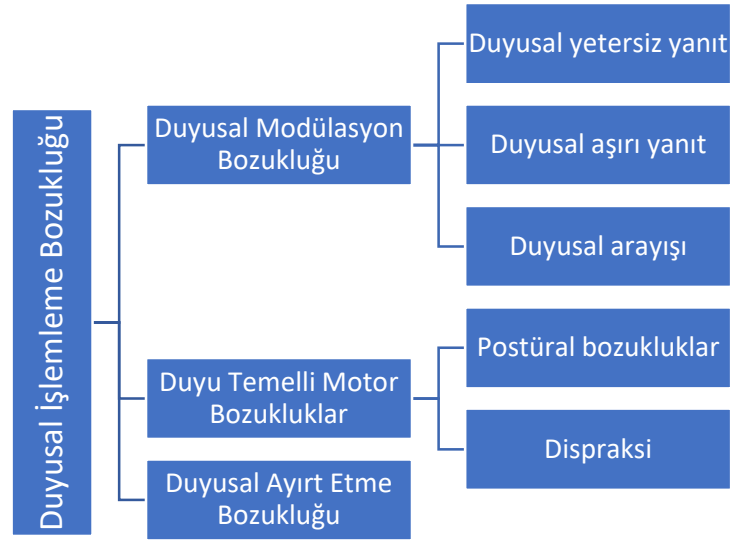 Duyusal İşlemleme Bozukluğu
Duyusal Modülasyon
Bozukluğu
Duyusal yetersiz yanıt
Duyusal aşırı yanıt
Duyusal arayışı
Duyu Temelli Motor
Bozukluklar
Postüral bozukluklar
Dispraksi
Duyusal Ayırt Etme
Bozukluğu